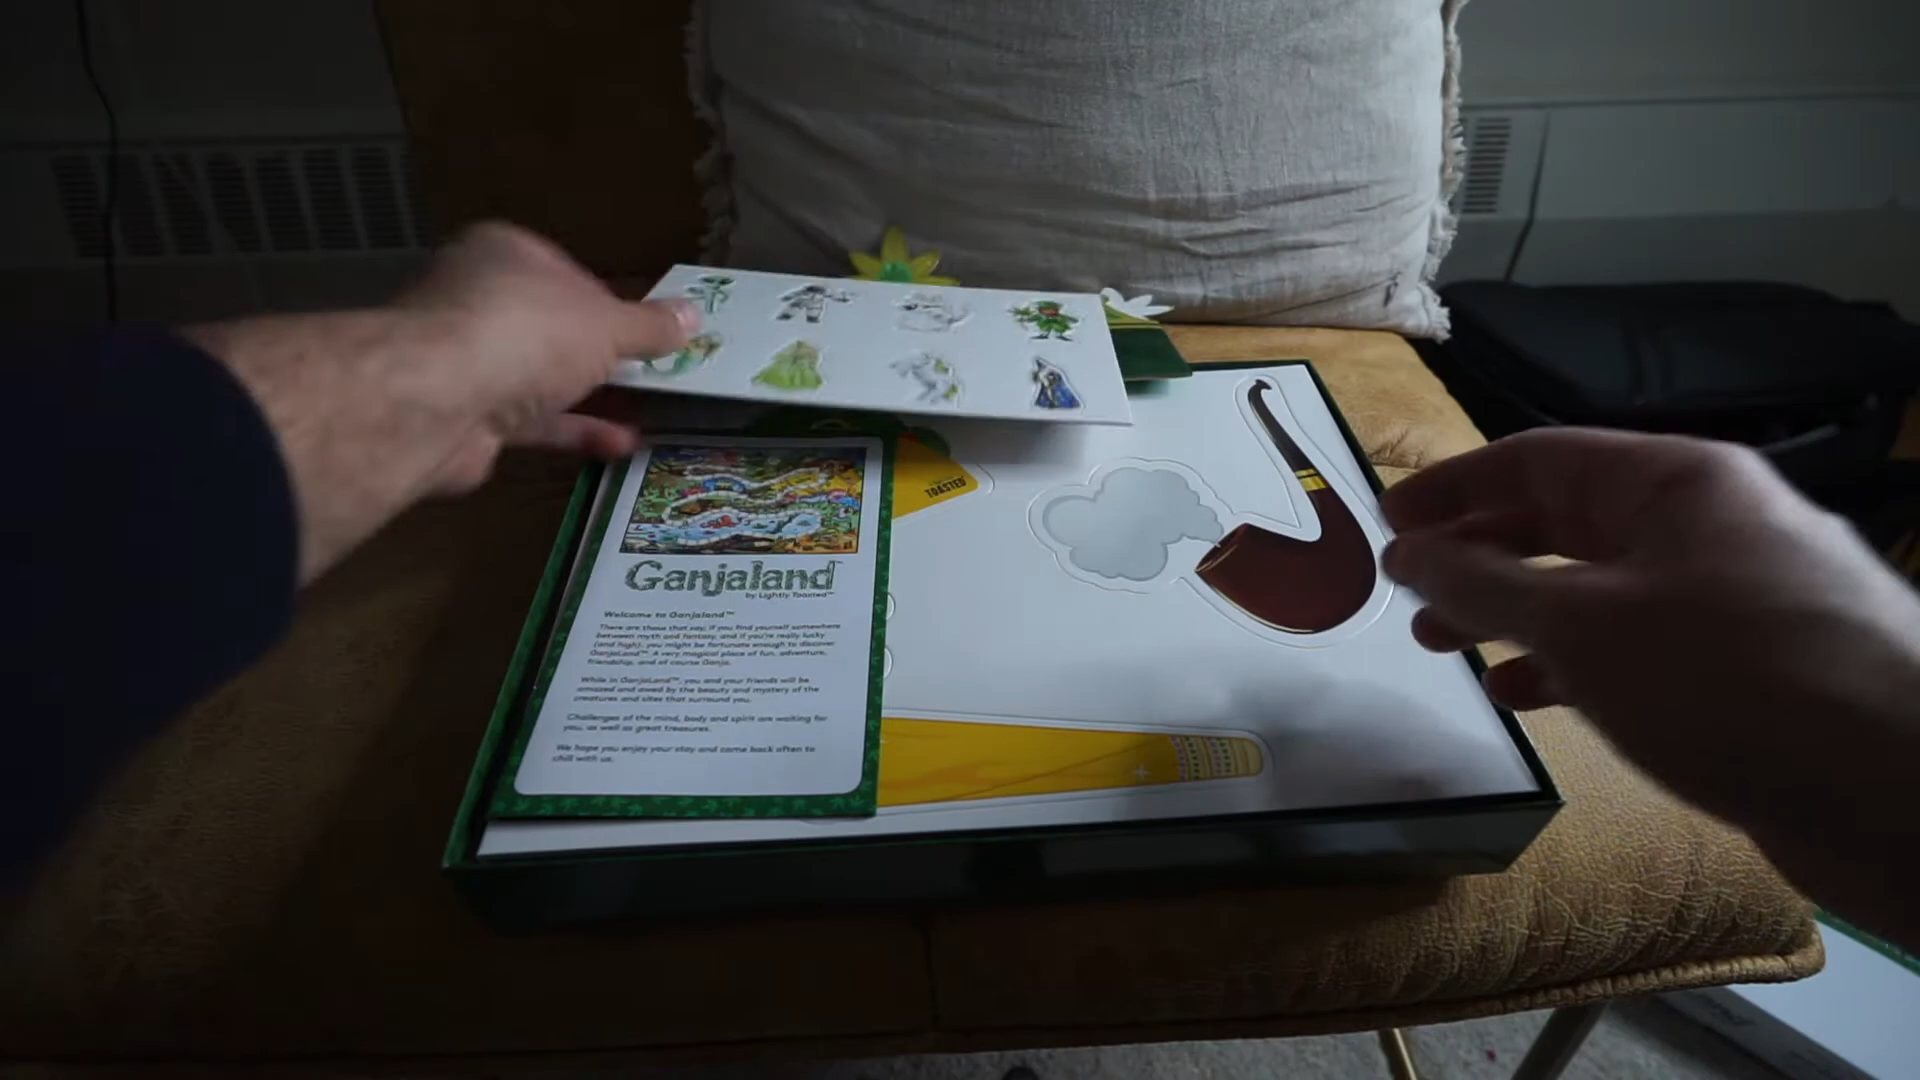 TOASTED
Ganjaland™
by Lightly Toasted™
Welcome to Ganjaland™
There are those that say, if you find yourself somewhere
between myth and fantasy, and if you're really lucky
(and high), you might be fortunate enough to discover
GanjaLand™. A very magical place of fun, adventure,
friendship, and of course Ganja.
While in GanjaLand™, you and your friends will be
amazed and awed by the beauty and mystery of the
creatures and sites that surround you.
Challenges of the mind, body and spirit are waiting for
you, as well as great treasures.
We hope you enjoy your stay and come back often to
chill with us.